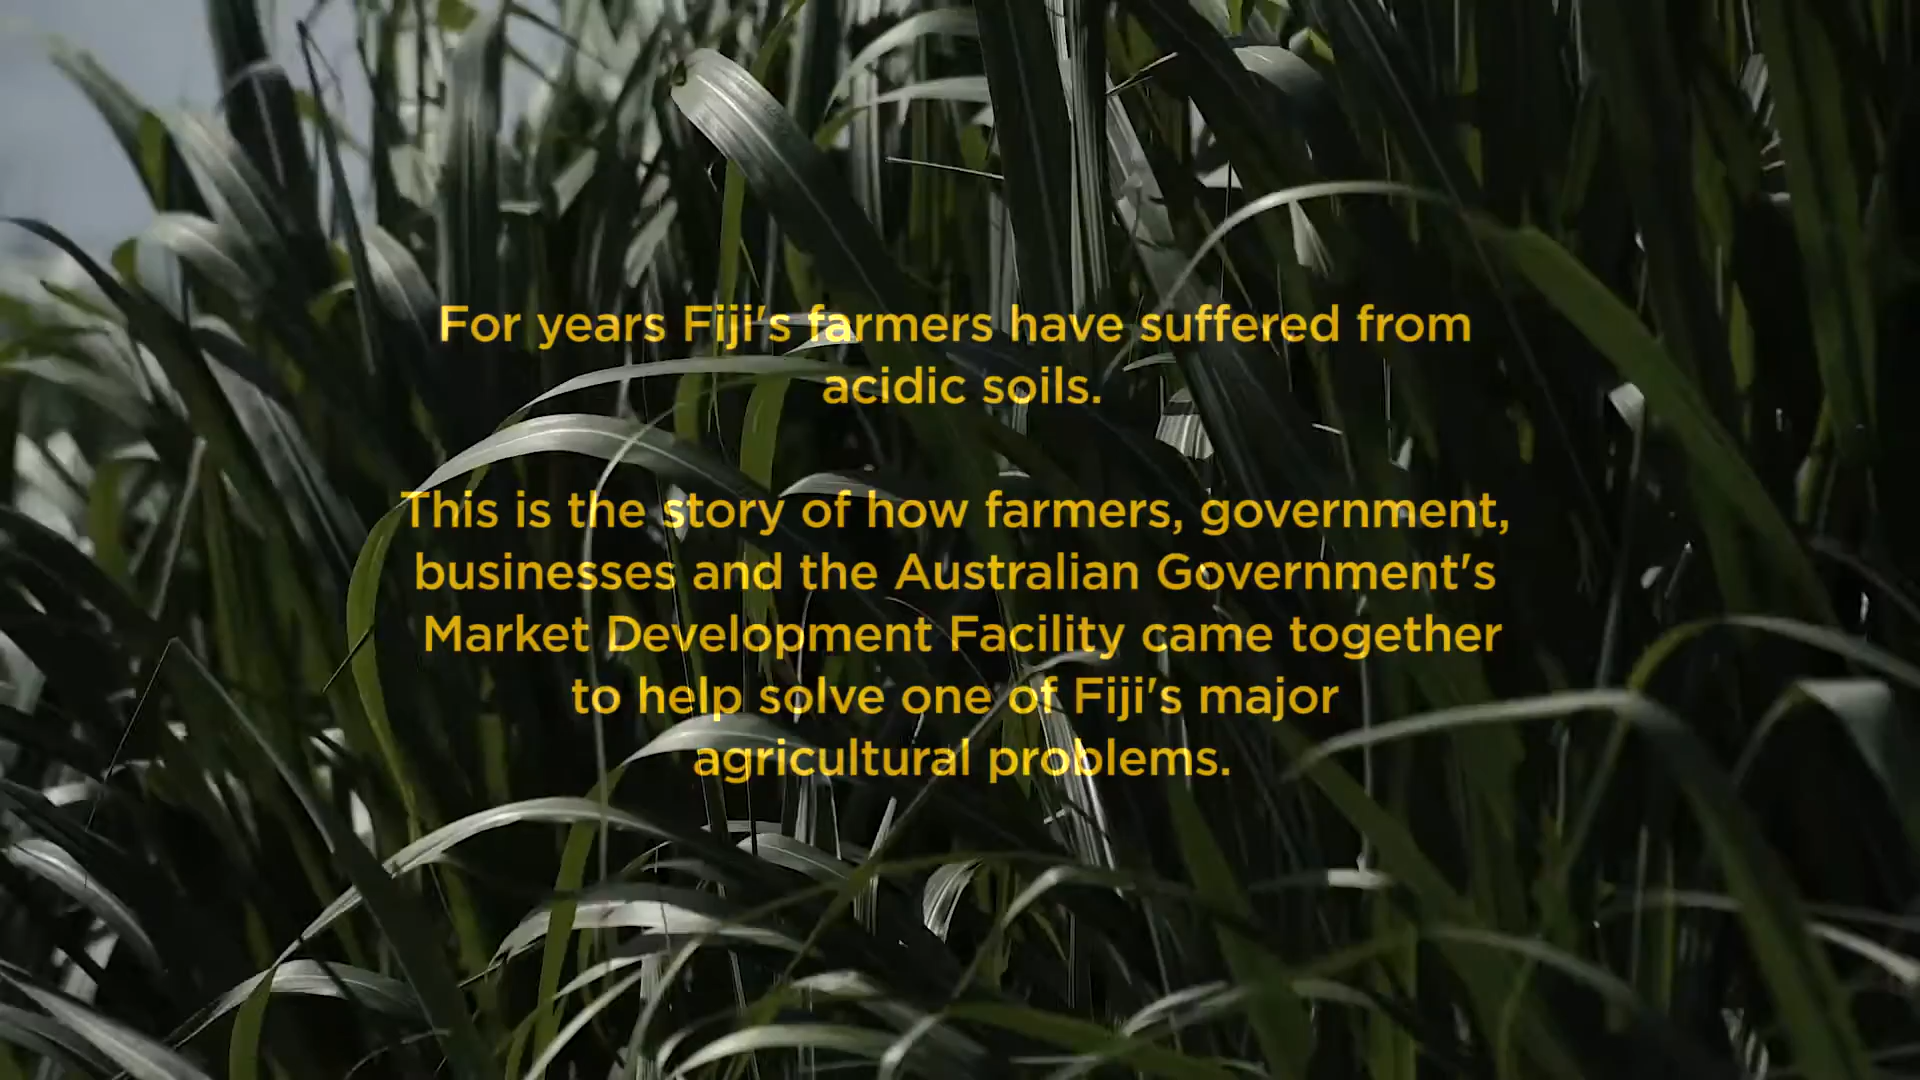 For years Fiji's farmers have suffered from
acidic soils.
This is the story of how farmers, government,
businesses and the Australian Government's
Market Development Facility came together
to help solve one of Fiji's major
agricultural problems.